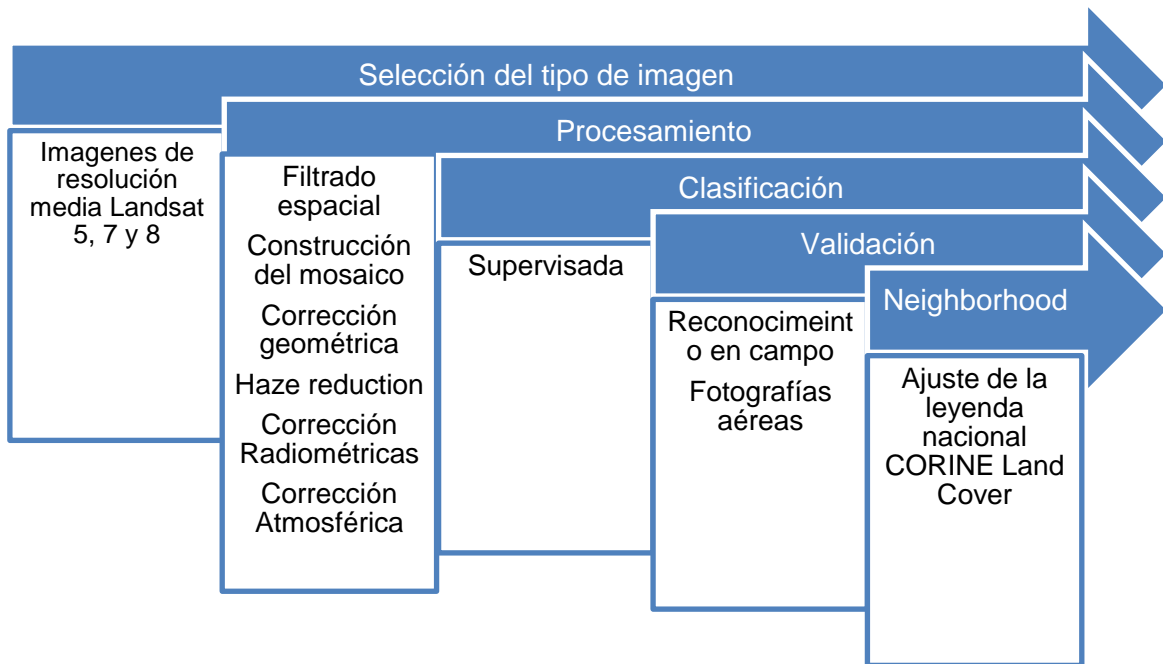 Selección del tipo de imagen
Imagenes de
resolución
media Landsat
5, 7 y 8
Procesamiento
Filtrado
espacial
Construcción
del mosaico
Corrección
geométrica
Haze reduction
Corrección
Radiométricas
Corrección
Atmosférica
Clasificación
Supervisada
Validación
Reconocimeint
o en campo
Fotografías
aéreas
Neighborhood
Ajuste de la
leyenda
nacional
CORINE Land
Cover